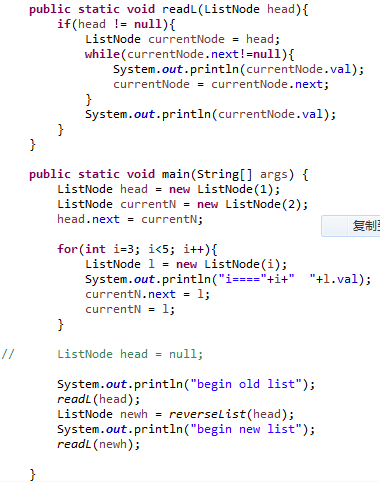 public static void readL(ListNode head){
if(head != null){
ListNode currentNode = head;
while(currentNode.next!=null){
System.out.println(currentNode.val);
currentNode = currentNode.next;
}
System.out.println(currentNode.val);
}
}
public static void main(String[] args) {
ListNode head = new ListNode(1);
ListNode currentN = new ListNode(2);
head.next = currentN;
复制到
for(int i=3; i<5; i++){
ListNode l = new ListNode(i);
System.out.println("i===="+i+"  "+l.val);
currentN.next = l;
currentN = l;
}
//      ListNode head = null;
System.out.println("begin old list");
readL(head);
ListNode newh = reverseList(head);
System.out.println("begin new list");
readL(newh);
}